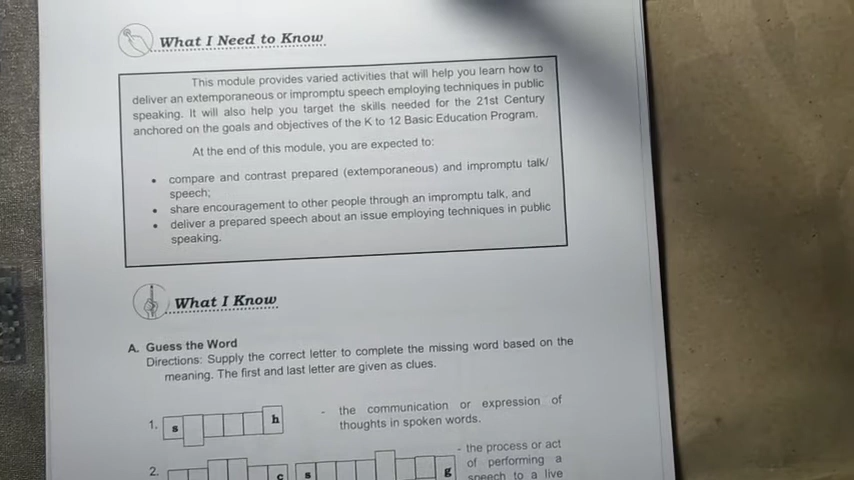 What I Need to Know
This module provides varied activities that will help you learn how to
deliver an extemporaneous or impromptu speech employing techniques in public
speaking. It will also help you target the skills needed for the 21st Century
anchored on the goals and objectives of the K to 12 Basic Education Program.
At the end of this module, you are expected to:
• compare and contrast prepared (extemporaneous) and impromptu talk/
speech;
• share encouragement to other people through an impromptu talk, and
• deliver a prepared speech about an issue employing techniques in public
speaking.
What I Know
A. Guess the Word
Directions: Supply the correct letter to complete the missing word based on the
meaning. The first and last letter are given as clues.
1. s h - the communication or expression of
thoughts in spoken words.
2. c s g - the process or act
of performing a
speech to a live